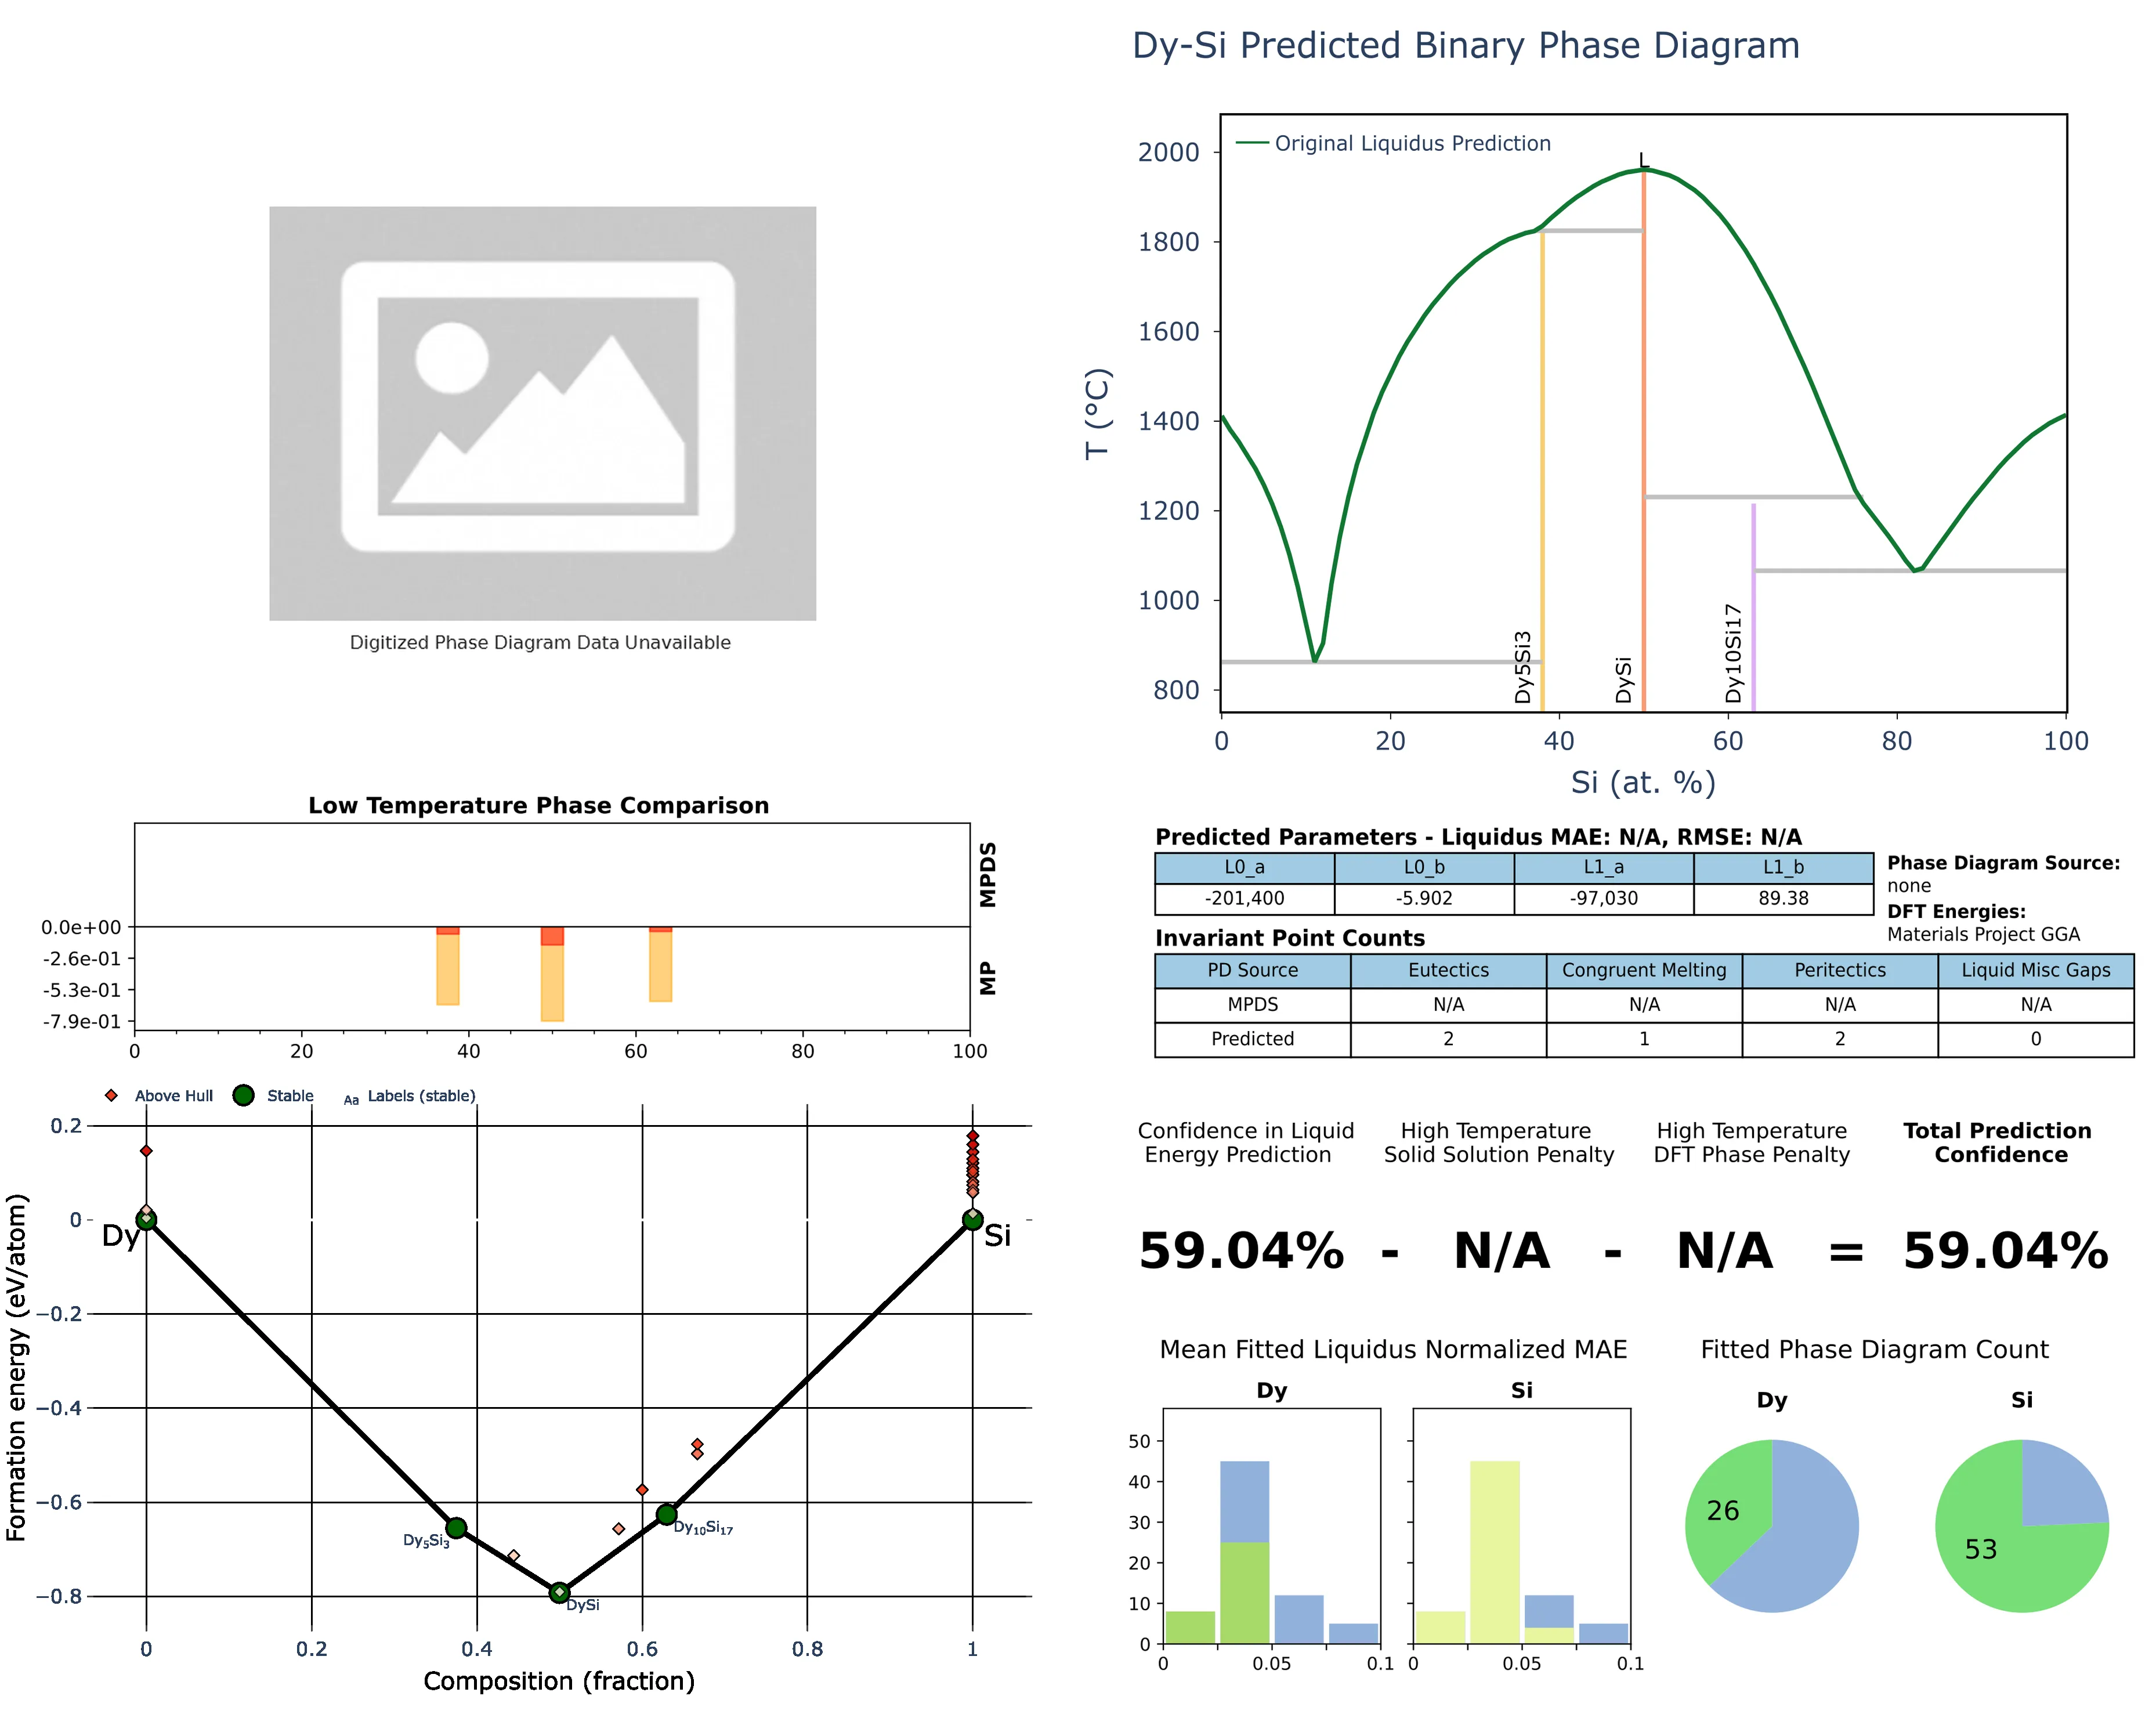 Dy-Si Predicted Binary Phase Diagram
Digitized Phase Diagram Data Unavailable
Original Liquidus Prediction
L
T (°C)
2000
1800
1600
1400
1200
1000
800
Dy5Si3
DySi
Dy10Si17
0 20 40 60 80 100
Si (at. %)
Low Temperature Phase Comparison
MPDS
MP
0.0e+00
-2.6e-01
-5.3e-01
-7.9e-01
0 20 40 60 80 100
Predicted Parameters - Liquidus MAE: N/A, RMSE: N/A
L0_a L0_b L1_a L1_b
-201,400 -5.902 -97,030 89.38
Phase Diagram Source:
none
DFT Energies:
Materials Project GGA
Invariant Point Counts
PD Source Eutectics Congruent Melting Peritectics Liquid Misc Gaps
MPDS N/A N/A N/A N/A
Predicted 2 1 2 0
Above Hull Stable Aa Labels (stable)
Formation energy (eV/atom)
0.2
0
−0.2
−0.4
−0.6
−0.8
Dy
Si
Dy₅Si₃
DySi
Dy₁₀Si₁₇
0 0.2 0.4 0.6 0.8 1
Composition (fraction)
Confidence in Liquid
Energy Prediction
High Temperature
Solid Solution Penalty
High Temperature
DFT Phase Penalty
Total Prediction
Confidence
59.04% - N/A - N/A = 59.04%
Mean Fitted Liquidus Normalized MAE
Dy
Si
50
40
30
20
10
0
0 0.05 0.1
0 0.05 0.1
Fitted Phase Diagram Count
Dy
Si
26
53